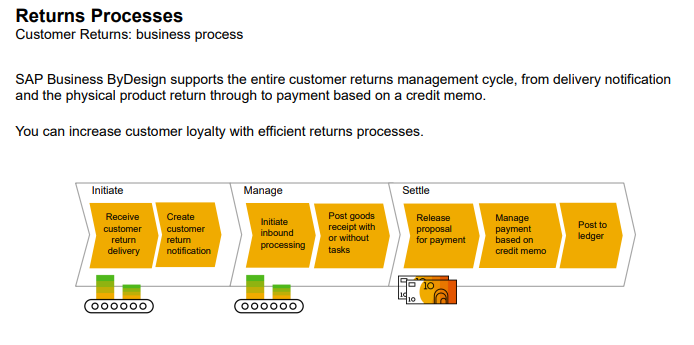 Returns Processes
Customer Returns: business process
SAP Business ByDesign supports the entire customer returns management cycle, from delivery notification
and the physical product return through to payment based on a credit memo.
You can increase customer loyalty with efficient returns processes.
Initiate
Receive
customer
return
delivery
Create
customer
return
notification
Manage
Initiate
inbound
processing
Post goods
receipt with
or without
tasks
Settle
Release
proposal
for payment
Manage
payment
based on
credit memo
Post to
ledger
10
10
10